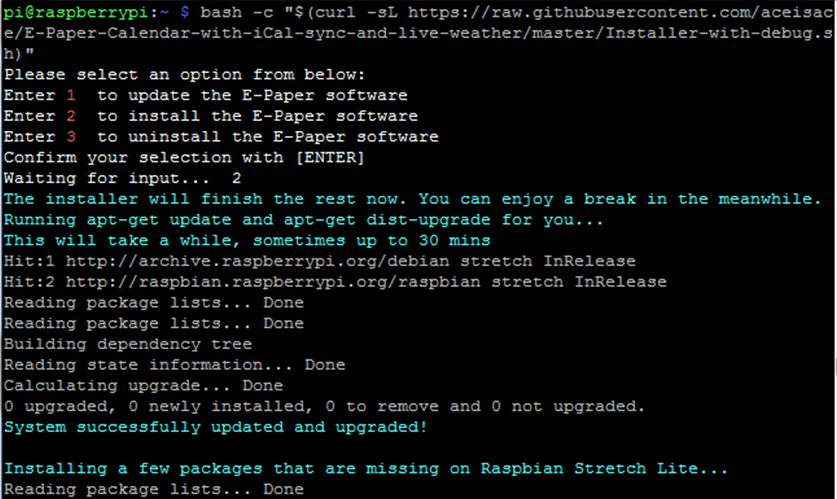 pi@raspberrypi:~ $ bash -c "$(curl -sL https://raw.githubusercontent.com/aceisac
e/E-Paper-Calendar-with-iCal-sync-and-live-weather/master/Installer-with-debug.s
h)"
Please select an option from below:
Enter 1  to update the E-Paper software
Enter 2  to install the E-Paper software
Enter 3  to uninstall the E-Paper software
Confirm your selection with [ENTER]
Waiting for input...  2
The installer will finish the rest now. You can enjoy a break in the meanwhile.
Running apt-get update and apt-get dist-upgrade for you...
This will take a while, sometimes up to 30 mins
Hit:1 http://archive.raspberrypi.org/debian stretch InRelease
Hit:2 http://raspbian.raspberrypi.org/raspbian stretch InRelease
Reading package lists... Done
Reading package lists... Done
Building dependency tree
Reading state information... Done
Calculating upgrade... Done
0 upgraded, 0 newly installed, 0 to remove and 0 not upgraded.
System successfully updated and upgraded!
Installing a few packages that are missing on Raspbian Stretch Lite...
Reading package lists... Done